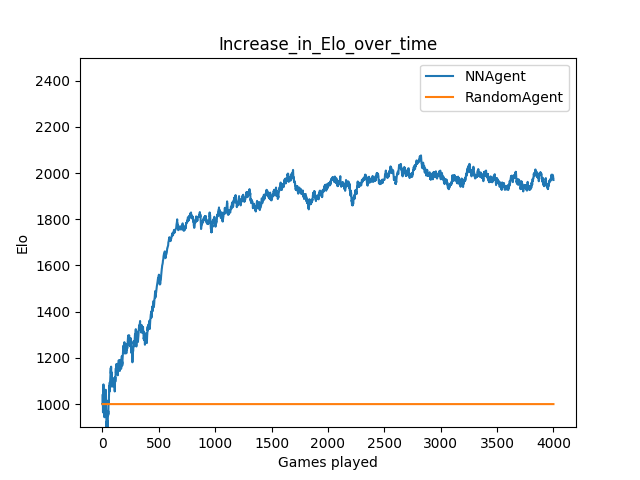 Increase_in_Elo_over_time
NNAgent
RandomAgent
Elo
2400
2200
2000
1800
1600
1400
1200
1000
0 500 1000 1500 2000 2500 3000 3500 4000
Games played